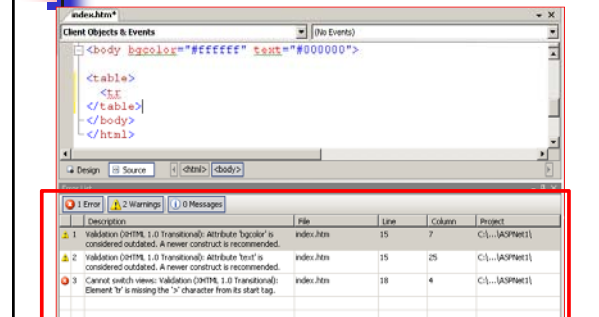 index.htm*
Client Objects & Events (No Events)
<body bgcolor="#ffffff" text="#000000">
<table>
<tr
</table>
</body>
</html>
Design Source <html> <body>
Error List
1 Error 2 Warnings 0 Messages
Description File Line Column Project
1 Validation (XHTML 1.0 Transitional): Attribute 'bgcolor' is index.htm 15 7 C:\...\ASPNet1\
considered outdated. A newer construct is recommended.
2 Validation (XHTML 1.0 Transitional): Attribute 'text' is index.htm 15 25 C:\...\ASPNet1\
considered outdated. A newer construct is recommended.
3 Cannot switch views: Validation (XHTML 1.0 Transitional): index.htm 18 4 C:\...\ASPNet1\
Element 'tr' is missing the '>' character from its start tag.